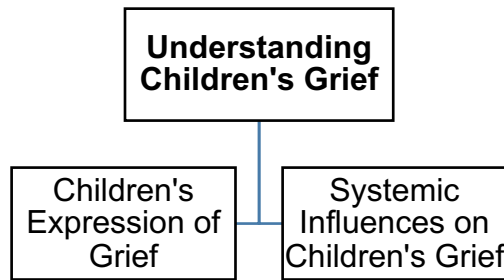 Understanding
Children's Grief
Children's
Expression of
Grief
Systemic
Influences on
Children's Grief